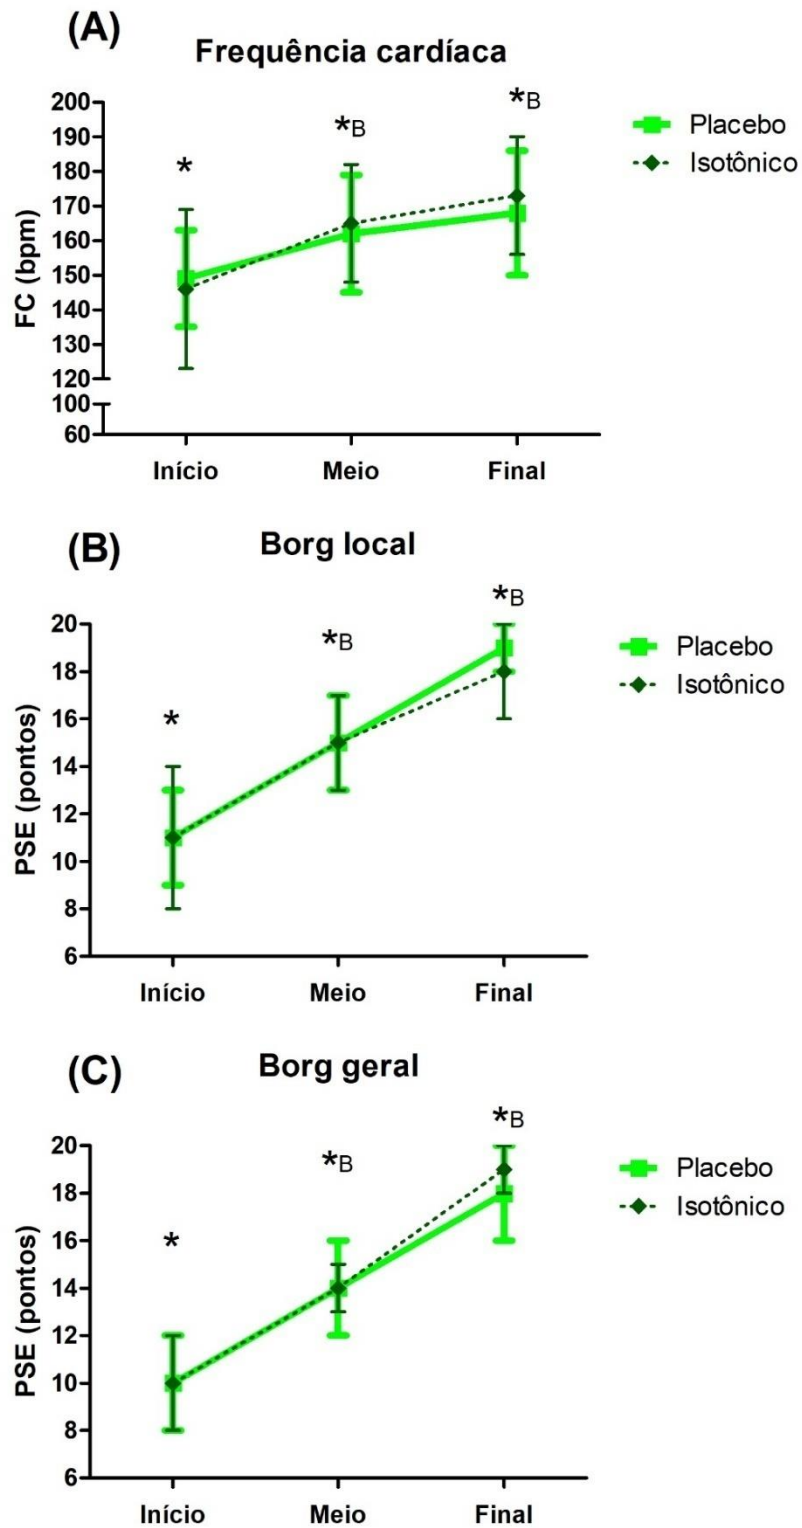 (A)
Frequência cardíaca
FC (bpm)
200
190
180
170
160
150
140
130
120
100
60
*
*B
*B
Início
Meio
Final
Placebo
Isotônico
(B)
Borg local
PSE (pontos)
20
18
16
14
12
10
8
6
*
*B
*B
Início
Meio
Final
Placebo
Isotônico
(C)
Borg geral
PSE (pontos)
20
18
16
14
12
10
8
6
*
*B
*B
Início
Meio
Final
Placebo
Isotônico